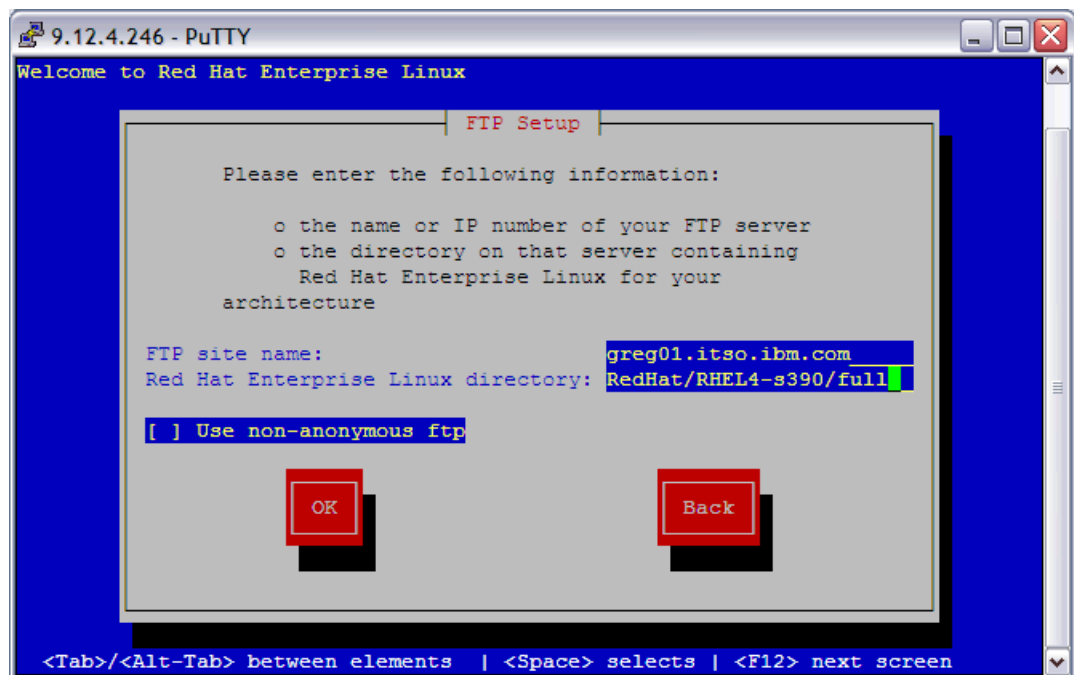 9.12.4.246 - PuTTY
Welcome to Red Hat Enterprise Linux
FTP Setup
Please enter the following information:
o the name or IP number of your FTP server
o the directory on that server containing
Red Hat Enterprise Linux for your
architecture
FTP site name: greg01.itso.ibm.com
Red Hat Enterprise Linux directory: RedHat/RHEL4-s390/full
[ ] Use non-anonymous ftp
OK Back
<Tab>/<Alt-Tab> between elements | <Space> selects | <F12> next screen